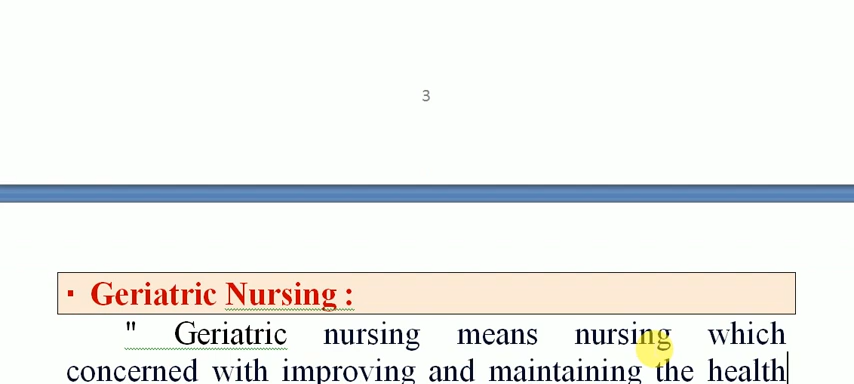 3
▪ Geriatric Nursing :
" Geriatric nursing means nursing which
concerned with improving and maintaining the health